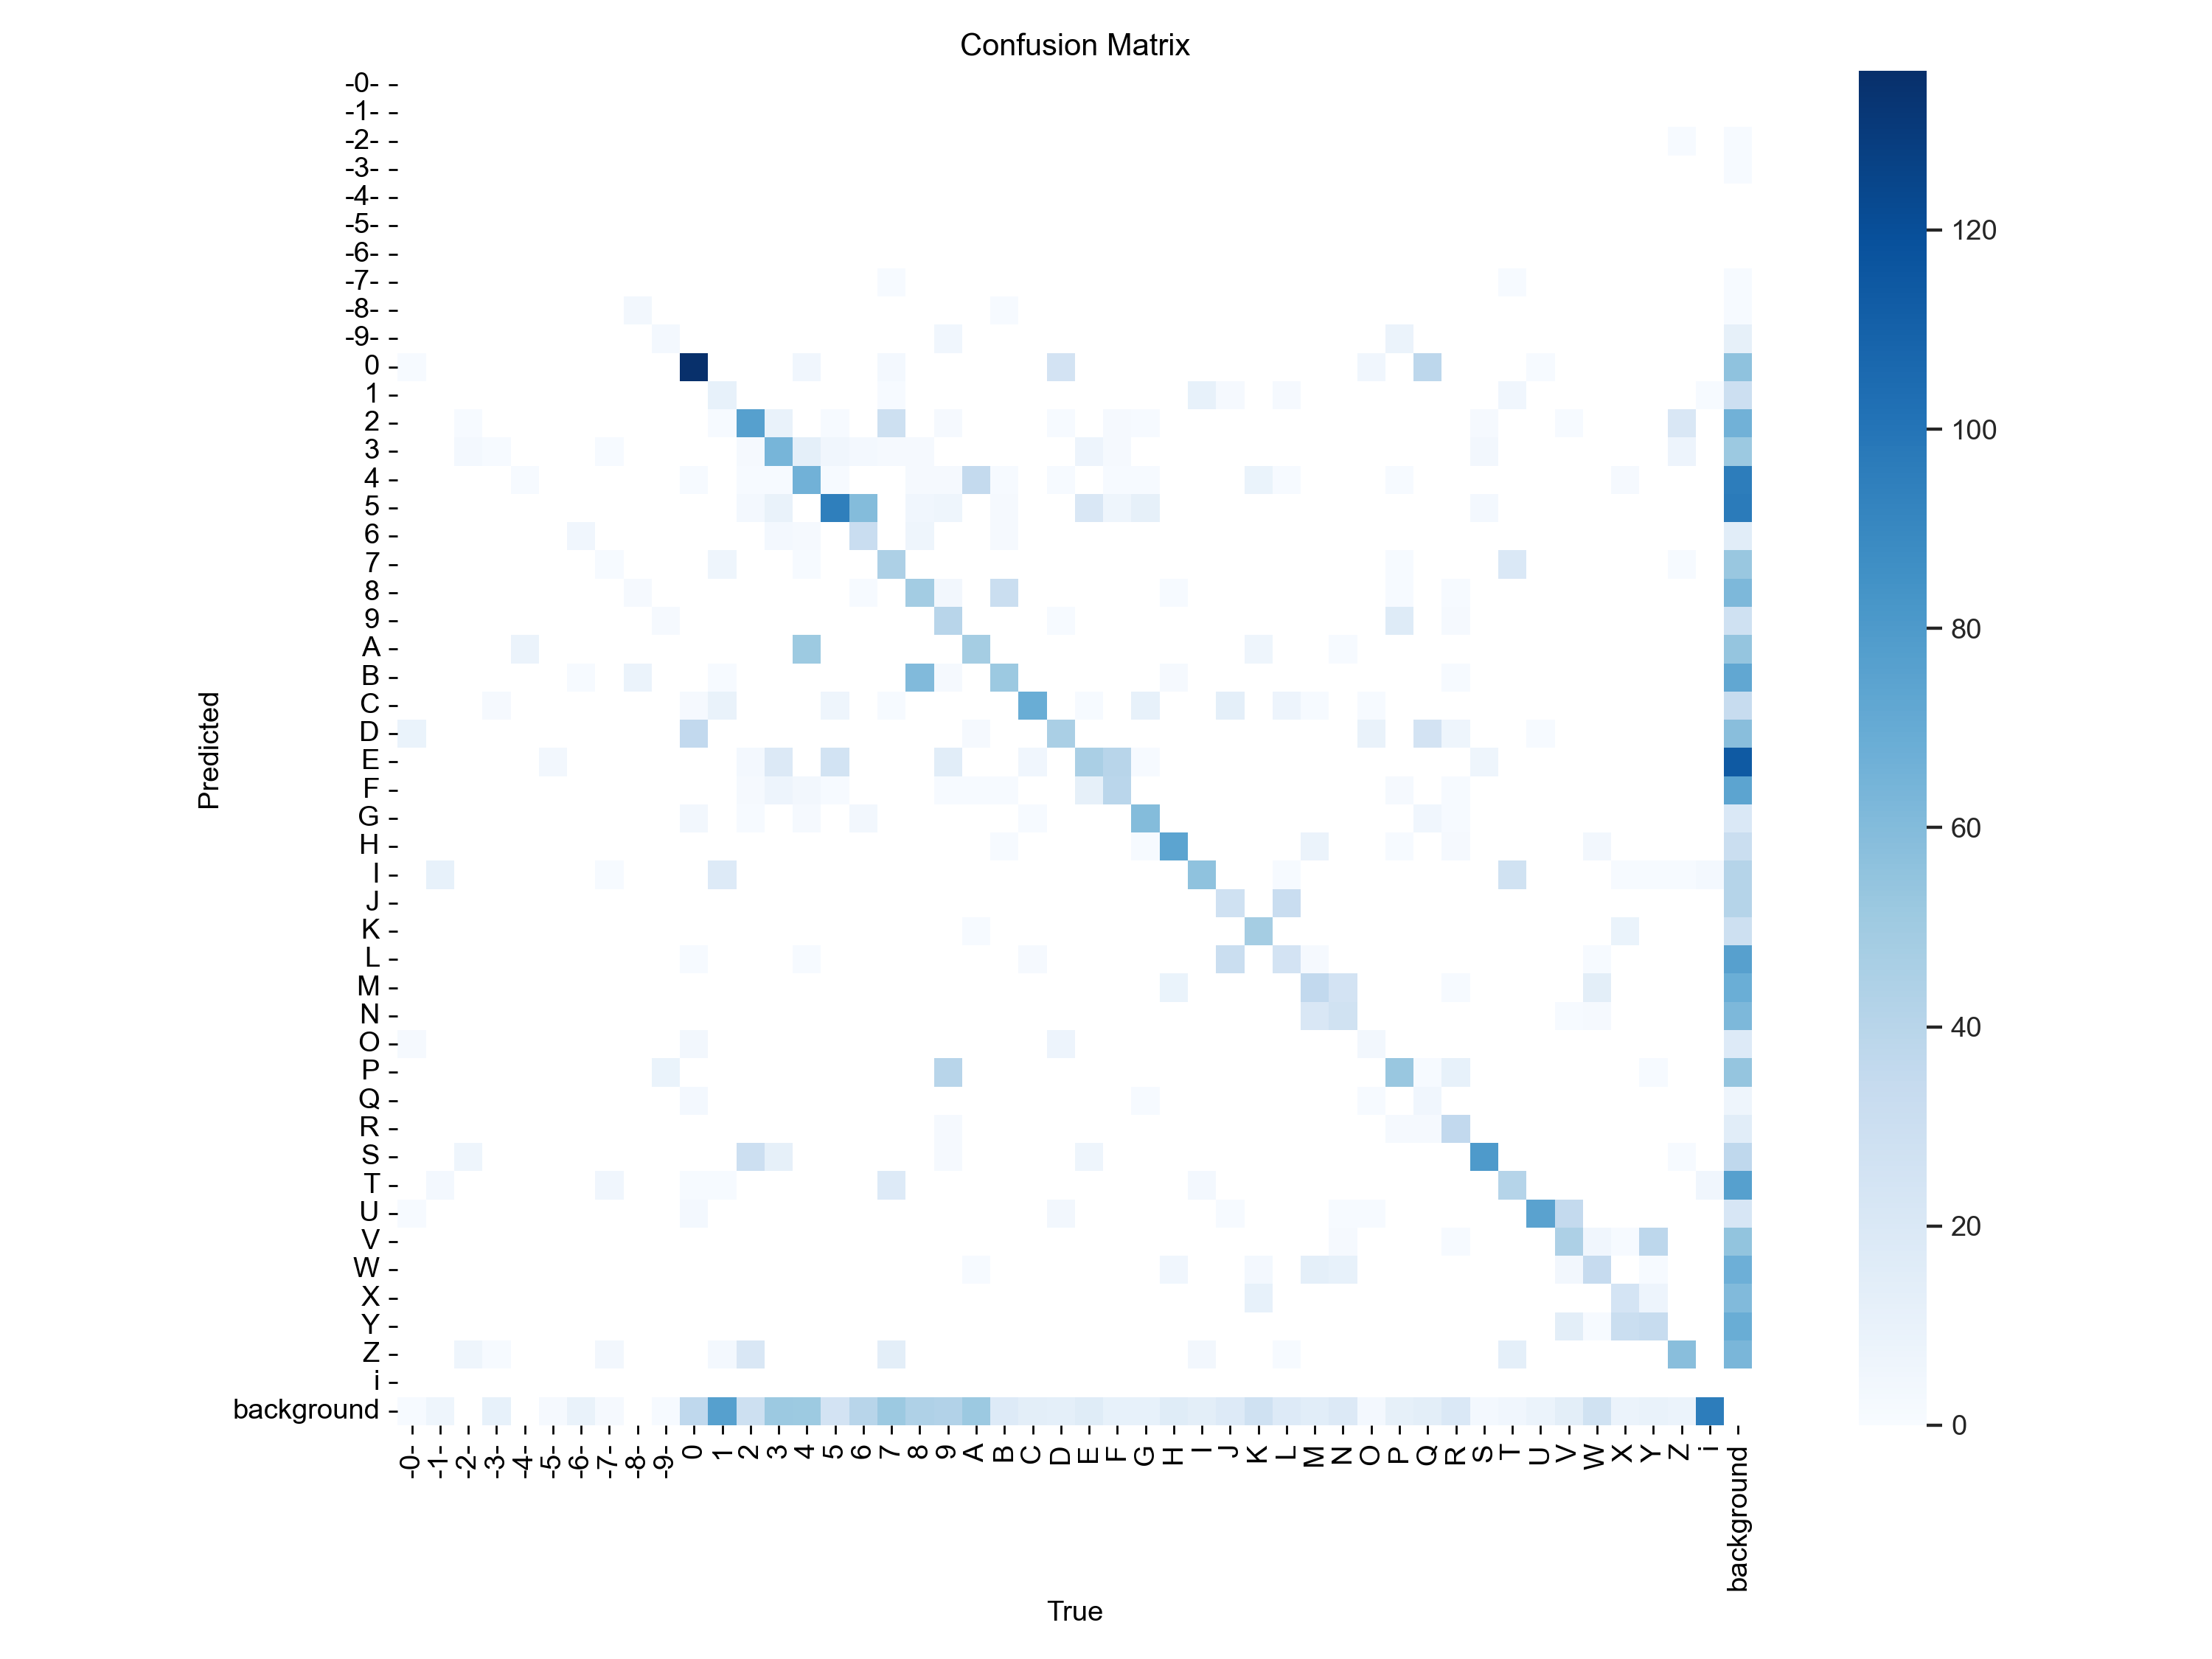 Confusion Matrix
-0-
-1-
-2-
-3-
-4-
-5-
-6-
-7-
-8-
-9-
0
1
2
3
4
5
6
7
8
9
A
B
C
D
E
F
G
H
I
J
K
L
M
N
O
P
Q
R
S
T
U
V
W
X
Y
Z
i
background
Predicted
-0- -1- -2- -3- -4- -5- -6- -7- -8- -9- 0 1 2 3 4 5 6 7 8 9 A B C D E F G H I J K L M N O P Q R S T U V W X Y Z i background
True
120
100
80
60
40
20
0